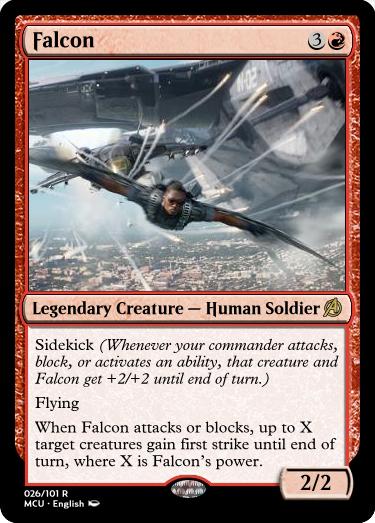 Falcon 3
Legendary Creature — Human Soldier
Sidekick (Whenever your commander attacks,
block, or activates an ability, that creature and
Falcon get +2/+2 until end of turn.)
Flying
When Falcon attacks or blocks, up to X
target creatures gain first strike until end of
turn, where X is Falcon's power.
2/2
026/101 R
MCU • English